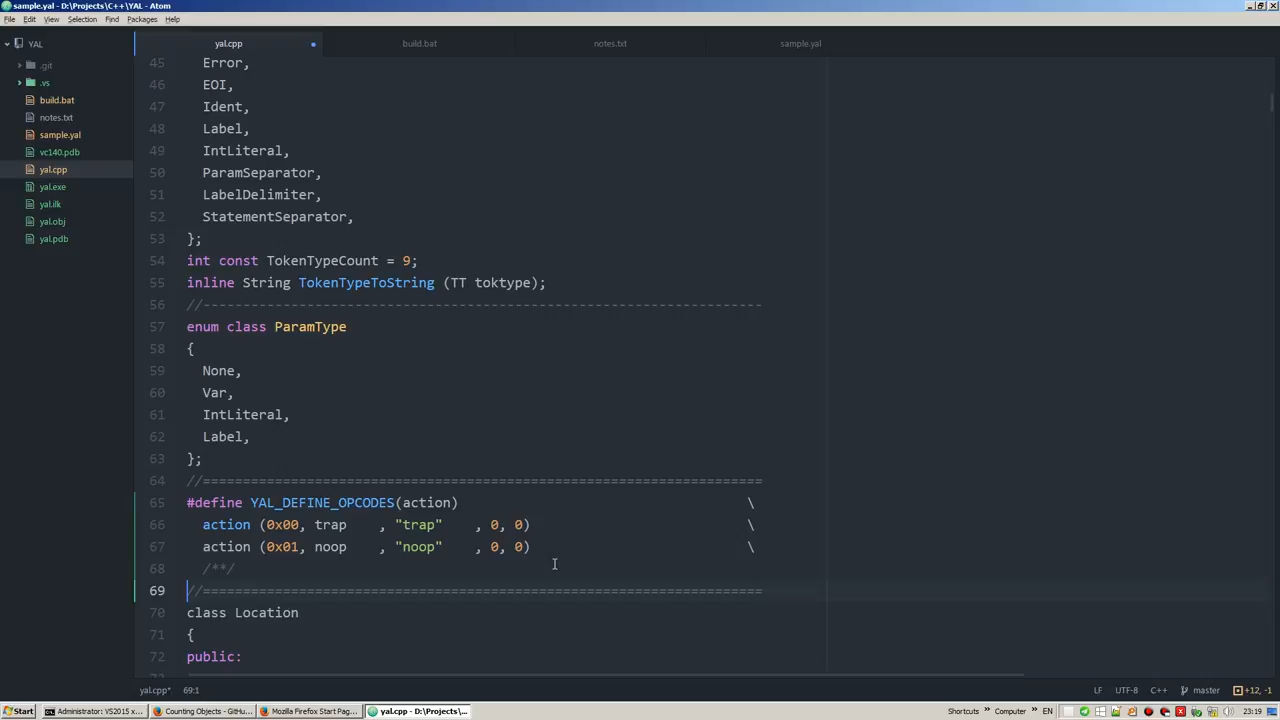 sample.yal - D:\Projects\C++\YAL - Atom
File Edit View Selection Find Packages Help
YAL
.git
.vs
build.bat
notes.txt
sample.yal
vc140.pdb
yal.cpp
yal.exe
yal.ilk
yal.obj
yal.pdb
yal.cpp build.bat notes.txt sample.yal
45 Error,
46 EOI,
47 Ident,
48 Label,
49 IntLiteral,
50 ParamSeparator,
51 LabelDelimiter,
52 StatementSeparator,
53 };
54 int const TokenTypeCount = 9;
55 inline String TokenTypeToString (TT toktype);
56 //----------------------------------------------------------------------
57 enum class ParamType
58 {
59 None,
60 Var,
61 IntLiteral,
62 Label,
63 };
64 //======================================================================
65 #define YAL_DEFINE_OPCODES(action) \
66 action (0x00, trap , "trap" , 0, 0) \
67 action (0x01, noop , "noop" , 0, 0) \
68 /**/
69 //======================================================================
70 class Location
71 {
72 public:
yal.cpp* 69:1 LF UTF-8 C++ master +12, -1
Start Administrator: VS2015 x... Counting Objects - GitHu... Mozilla Firefox Start Pag... yal.cpp - D:\Projects\C... Shortcuts » Computer » EN 23:19